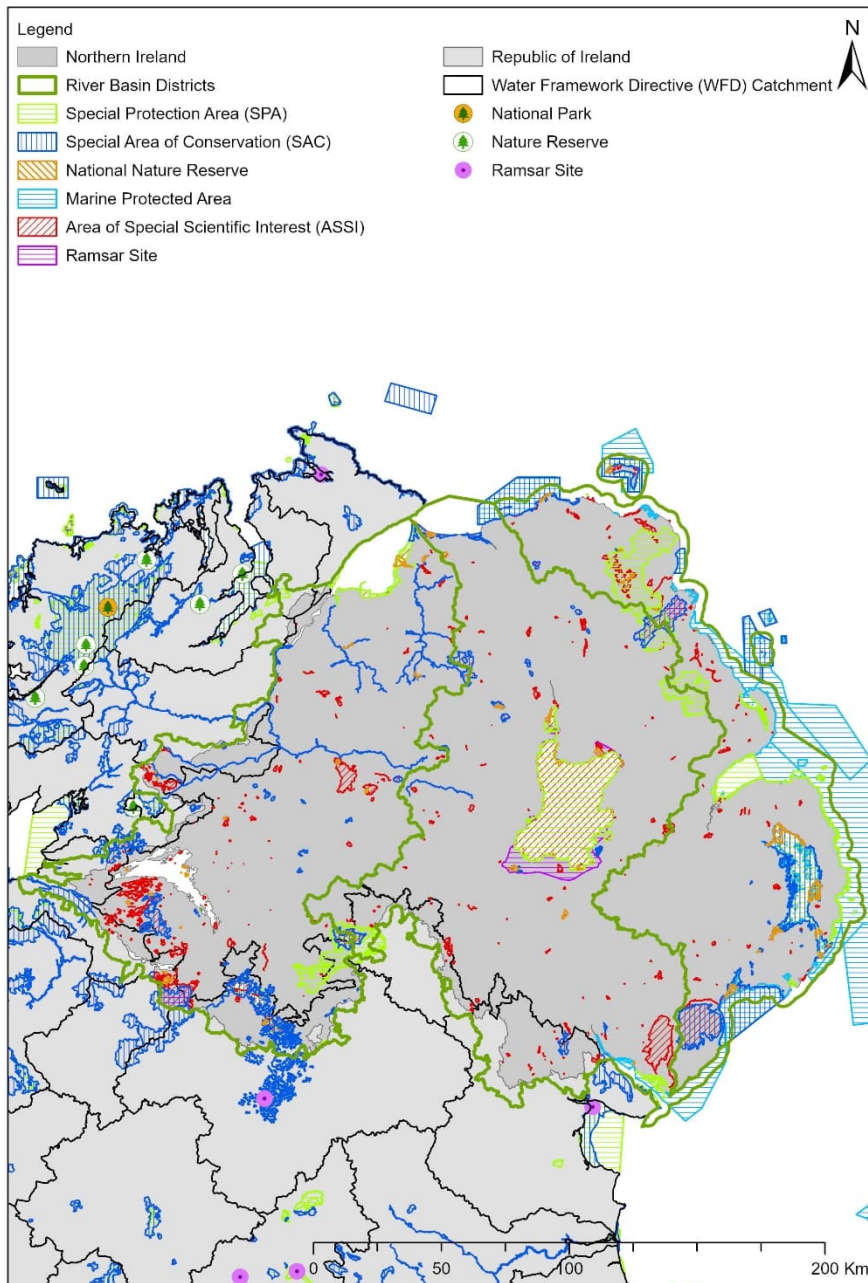 Legend
Northern Ireland
River Basin Districts
Special Protection Area (SPA)
Special Area of Conservation (SAC)
National Nature Reserve
Marine Protected Area
Area of Special Scientific Interest (ASSI)
Ramsar Site
Republic of Ireland
Water Framework Directive (WFD) Catchment
National Park
Nature Reserve
Ramsar Site
N
0 50 100 200 Km